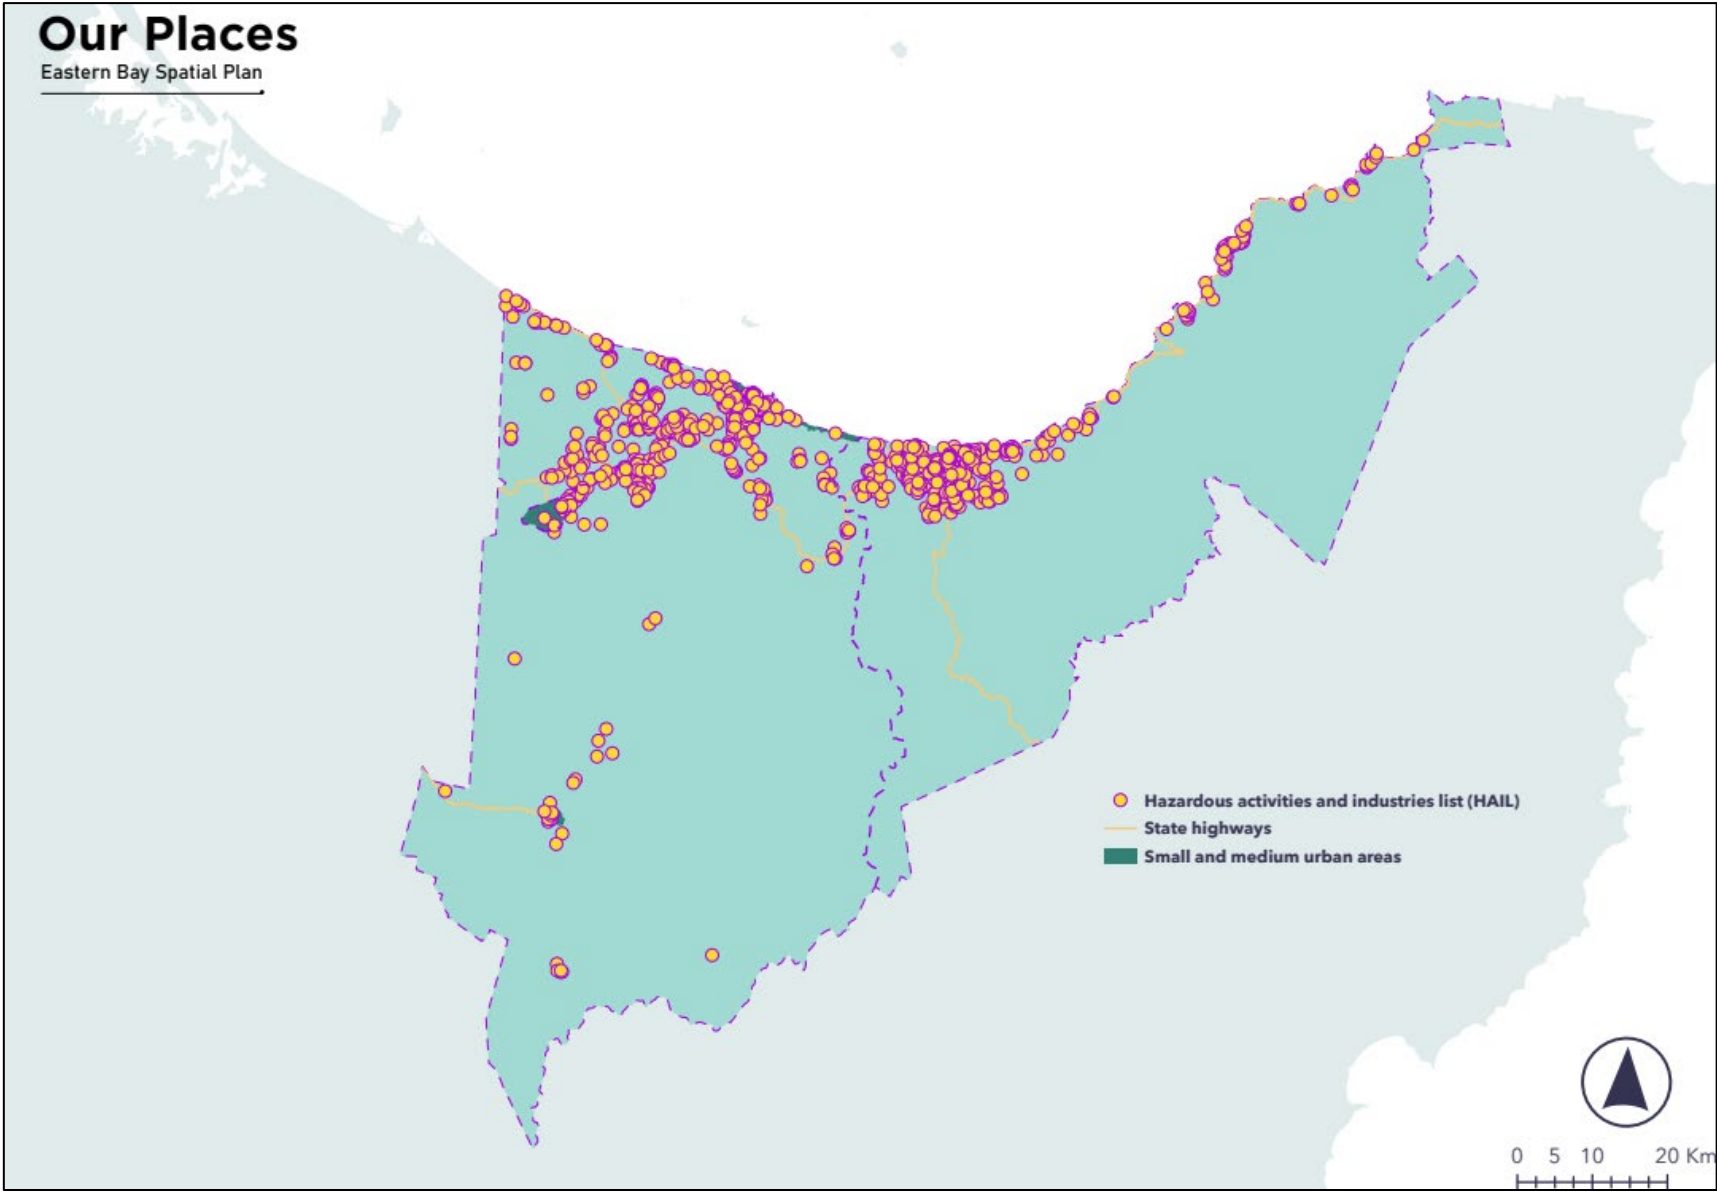 Our Places
Eastern Bay Spatial Plan
Hazardous activities and industries list (HAIL)
State highways
Small and medium urban areas
0 5 10 20 Km